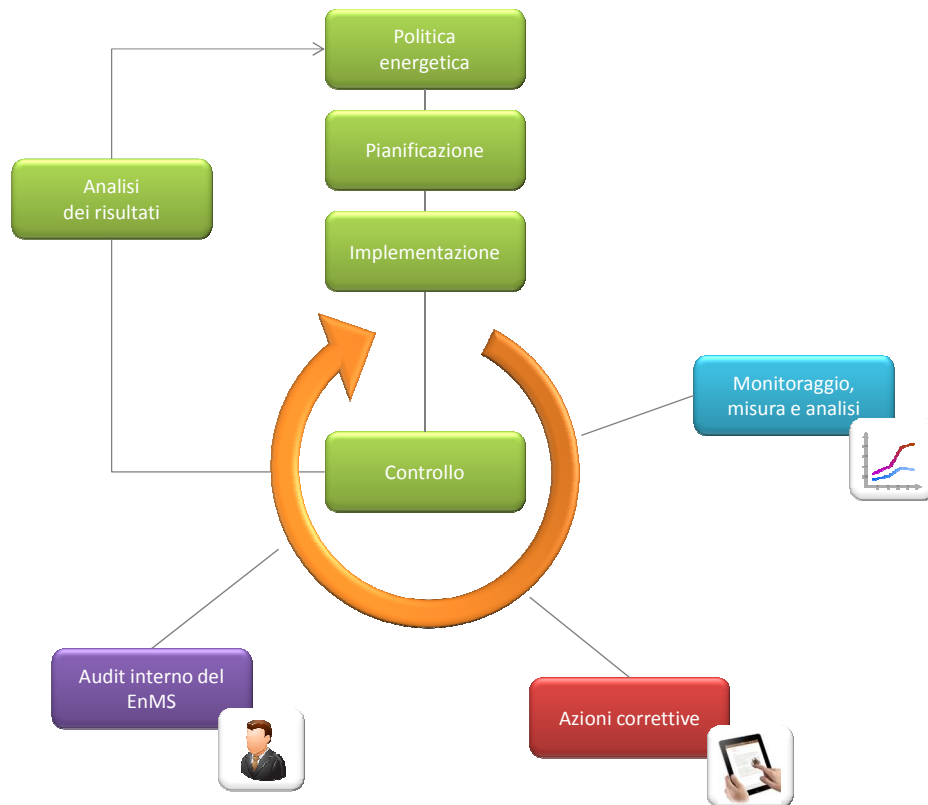 Politica
energetica
Pianificazione
Analisi
dei risultati
Implementazione
Monitoraggio,
misura e analisi
Controllo
Audit interno del
EnMS
Azioni correttive